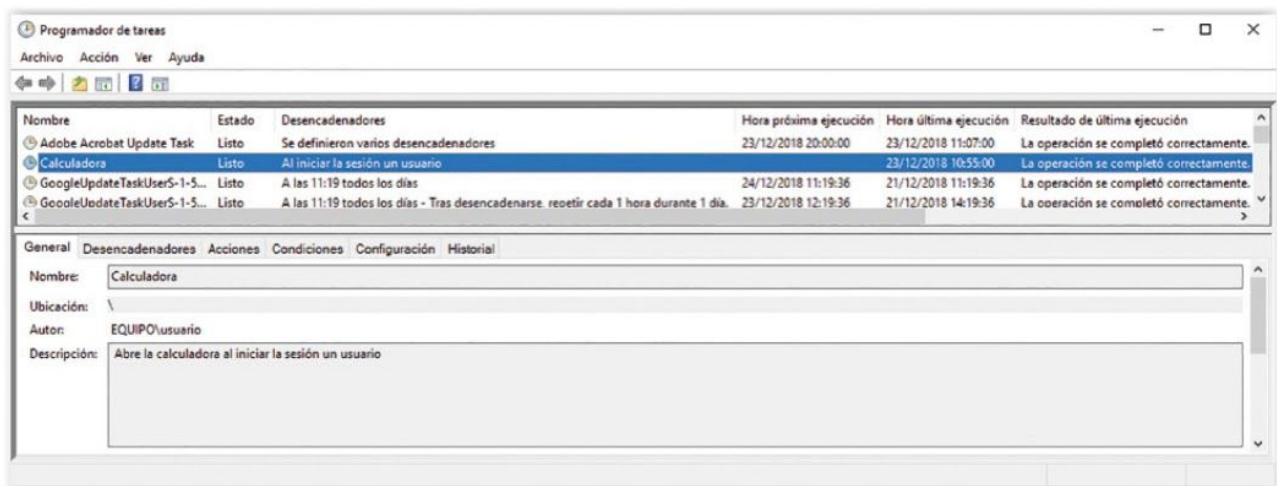 Programador de tareas
Archivo Acción Ver Ayuda
Nombre Estado Desencadenadores Hora próxima ejecución Hora última ejecución Resultado de última ejecución
Adobe Acrobat Update Task Listo Se definieron varios desencadenadores 23/12/2018 20:00:00 23/12/2018 11:07:00 La operación se completó correctamente.
Calculadora Listo Al iniciar la sesión un usuario 23/12/2018 10:55:00 La operación se completó correctamente.
GoogleUpdateTaskUserS-1-5... Listo A las 11:19 todos los días 24/12/2018 11:19:36 21/12/2018 11:19:36 La operación se completó correctamente.
GoogleUpdateTaskUserS-1-5... Listo A las 11:19 todos los días - Tras desencadenarse, repetir cada 1 hora durante 1 día. 23/12/2018 12:19:36 21/12/2018 14:19:36 La operación se completó correctamente.
General Desencadenadores Acciones Condiciones Configuración Historial
Nombre: Calculadora
Ubicación: \
Autor: EQUIPO\usuario
Descripción: Abre la calculadora al iniciar la sesión un usuario